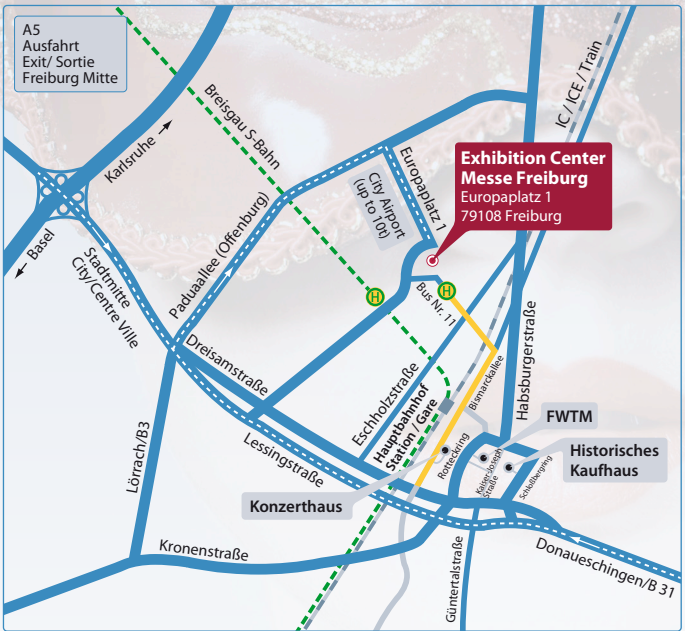 A5
Ausfahrt
Exit/ Sortie
Freiburg Mitte
Breisgau S-Bahn
IC / ICE / Train
Karlsruhe
Europaplatz 1
Exhibition Center
Messe Freiburg
Europaplatz 1
79108 Freiburg
City Airport
(up to 10t)
Basel
Stadtmitte
City/Centre Ville
Paduaallee (Offenburg)
H
H
Bus Nr. 11
Dreisamstraße
Eschholzstraße
Hauptbahnhof
Station / Gare
Bismarckallee
Habsburgerstraße
FWTM
Historisches
Kaufhaus
Lörrach/B3
Lessingstraße
Rotteckring
Kaiser-Joseph
Straße
Schloßbergring
Konzerthaus
Kronenstraße
Güntertalstraße
Donaueschingen/B 31